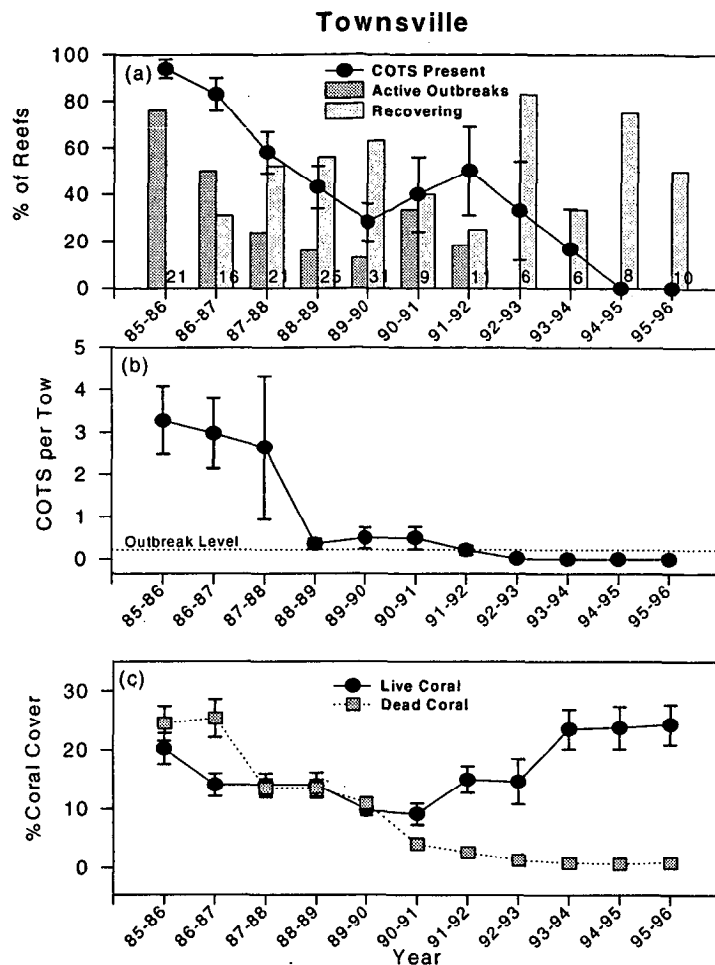 Townsville
(a)
COTS Present
Active Outbreaks
Recovering
% of Reefs
100
80
60
40
20
0
21 16 21 25 31 9 11 6 6 8 10
85-86 86-87 87-88 88-89 89-90 90-91 91-92 92-93 93-94 94-95 95-96
(b)
COTS per Tow
5
4
3
2
1
0
Outbreak Level
85-86 86-87 87-88 88-89 89-90 90-91 91-92 92-93 93-94 94-95 95-96
(c)
Live Coral
Dead Coral
%Coral Cover
30
20
10
0
85-86 86-87 87-88 88-89 89-90 90-91 91-92 92-93 93-94 94-95 95-96
Year